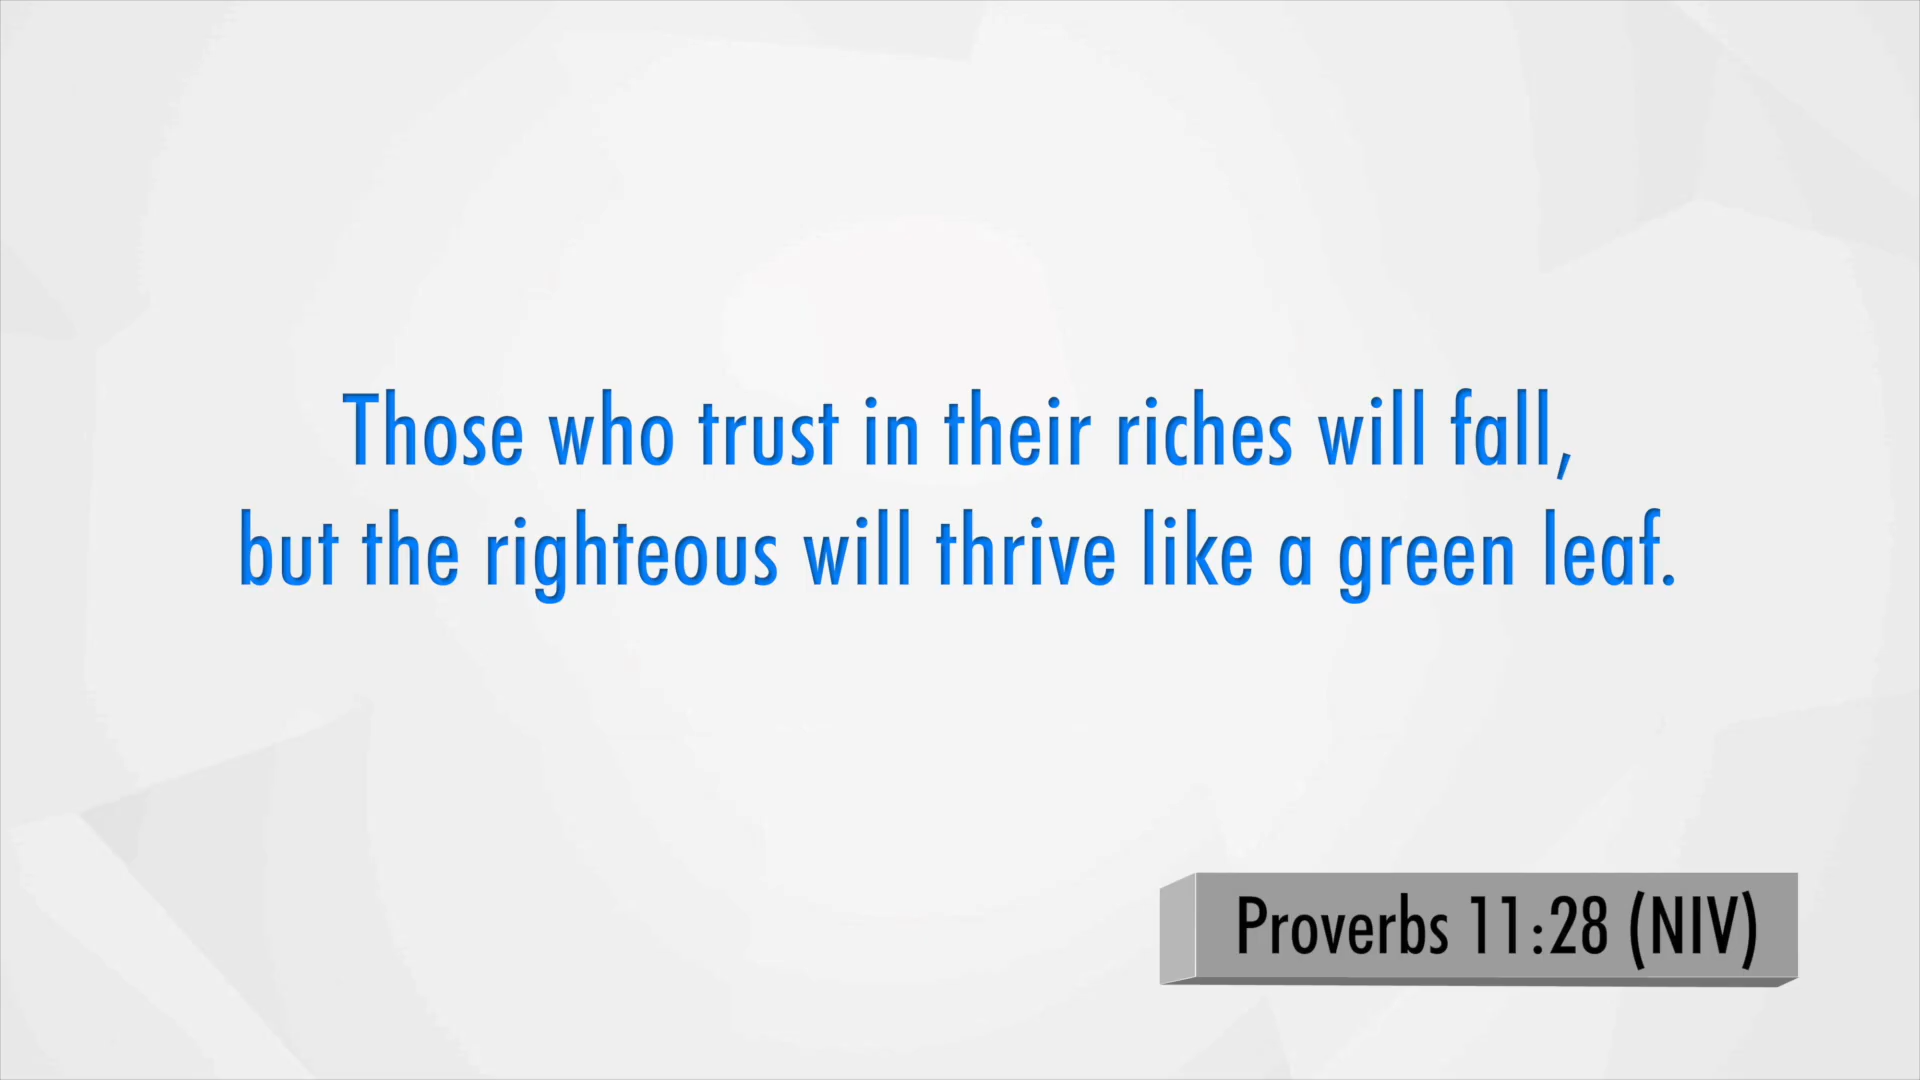 Those who trust in their riches will fall,
but the righteous will thrive like a green leaf.
Proverbs 11:28 (NIV)